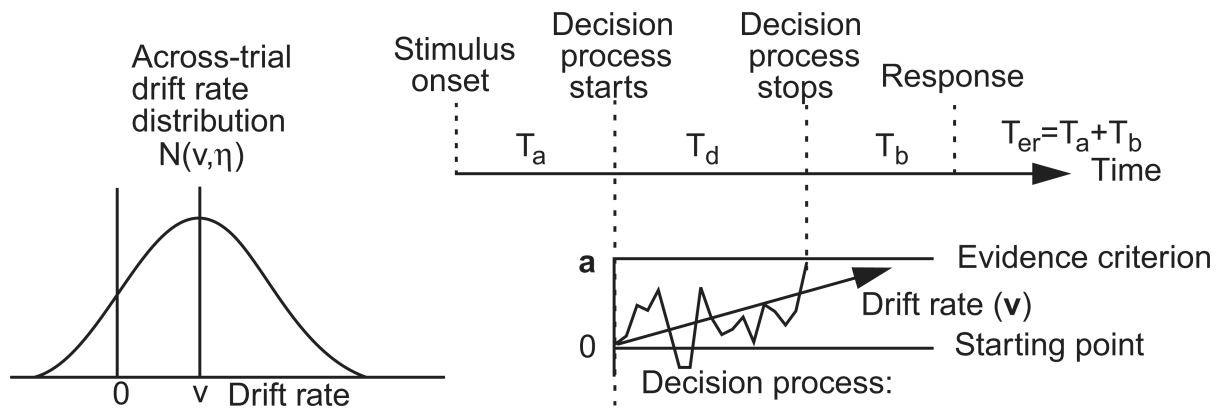 Across-trial
drift rate
distribution
N(v,η)
0
v
Drift rate
Stimulus
onset
Decision
process
starts
Decision
process
stops
Response
Ta
Td
Tb
Ter=Ta+Tb
Time
a
Evidence criterion
Drift rate (v)
0
Starting point
Decision process: